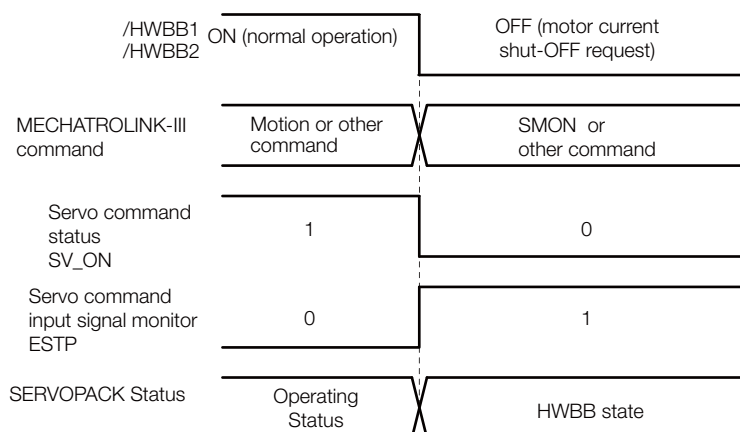 /HWBB1
/HWBB2
ON (normal operation)
OFF (motor current
shut-OFF request)
MECHATROLINK-III
command
Motion or other
command
SMON or
other command
Servo command
status
SV_ON
1
0
Servo command
input signal monitor
ESTP
0
1
SERVOPACK Status
Operating
Status
HWBB state